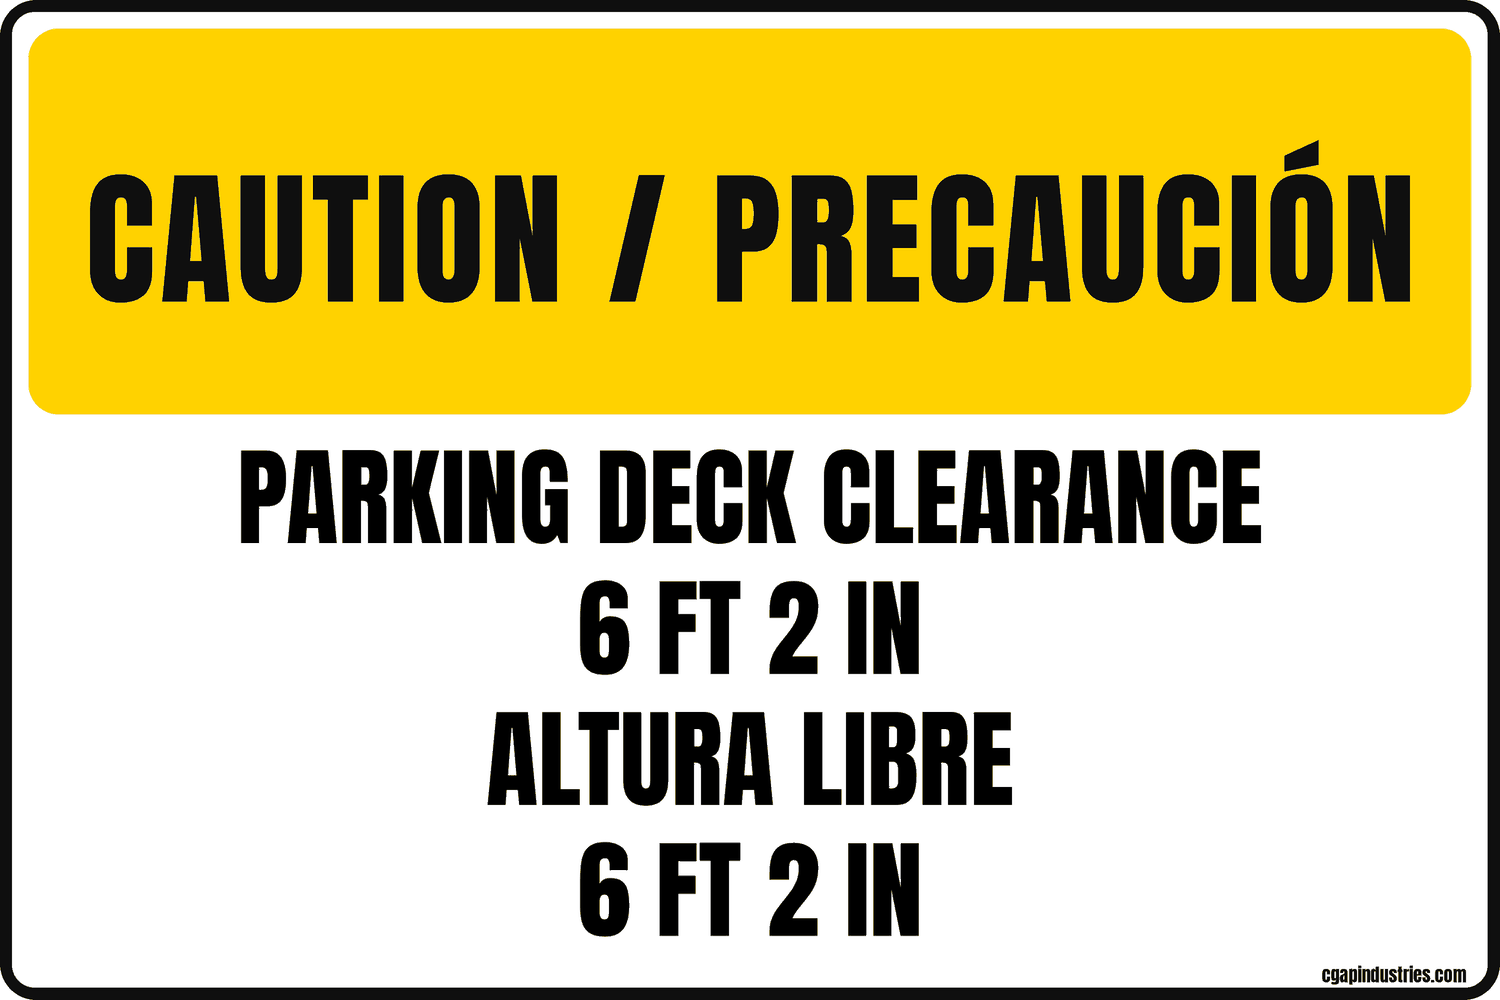 CAUTION / PRECAUCIÓN
PARKING DECK CLEARANCE
6 FT 2 IN
ALTURA LIBRE
6 FT 2 IN
cgapindustries.com